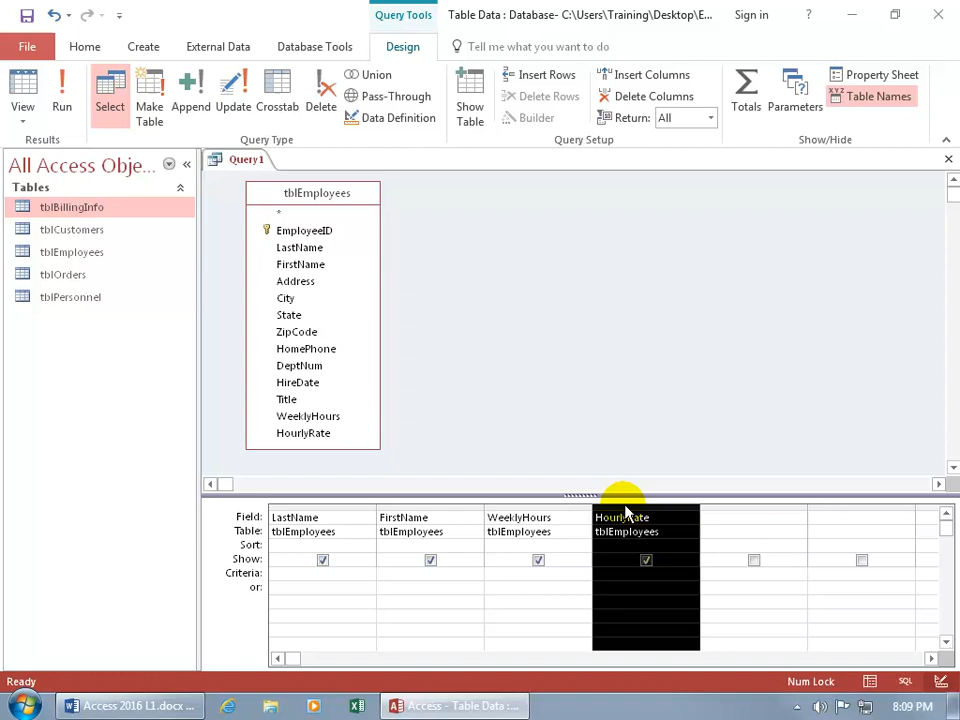 Query Tools
Table Data : Database- C:\Users\Training\Desktop\E...
Sign in
?
File
Home
Create
External Data
Database Tools
Design
Tell me what you want to do
View
Run
Select
Make Table
Append
Update
Crosstab
Delete
Union
Pass-Through
Data Definition
Show Table
Insert Rows
Delete Rows
Builder
Insert Columns
Delete Columns
Return: All
Totals
Parameters
Property Sheet
Table Names
Results
Query Type
Query Setup
Show/Hide
All Access Obje...
Tables
tblBillingInfo
tblCustomers
tblEmployees
tblOrders
tblPersonnel
Query1
tblEmployees
*
EmployeeID
LastName
FirstName
Address
City
State
ZipCode
HomePhone
DeptNum
HireDate
Title
WeeklyHours
HourlyRate
Field: LastName FirstName WeeklyHours HourlyRate
Table: tblEmployees tblEmployees tblEmployees tblEmployees
Sort:
Show:
Criteria:
or:
Ready
Num Lock
SQL
Access 2016 L1.docx ...
Access - Table Data :...
8:09 PM